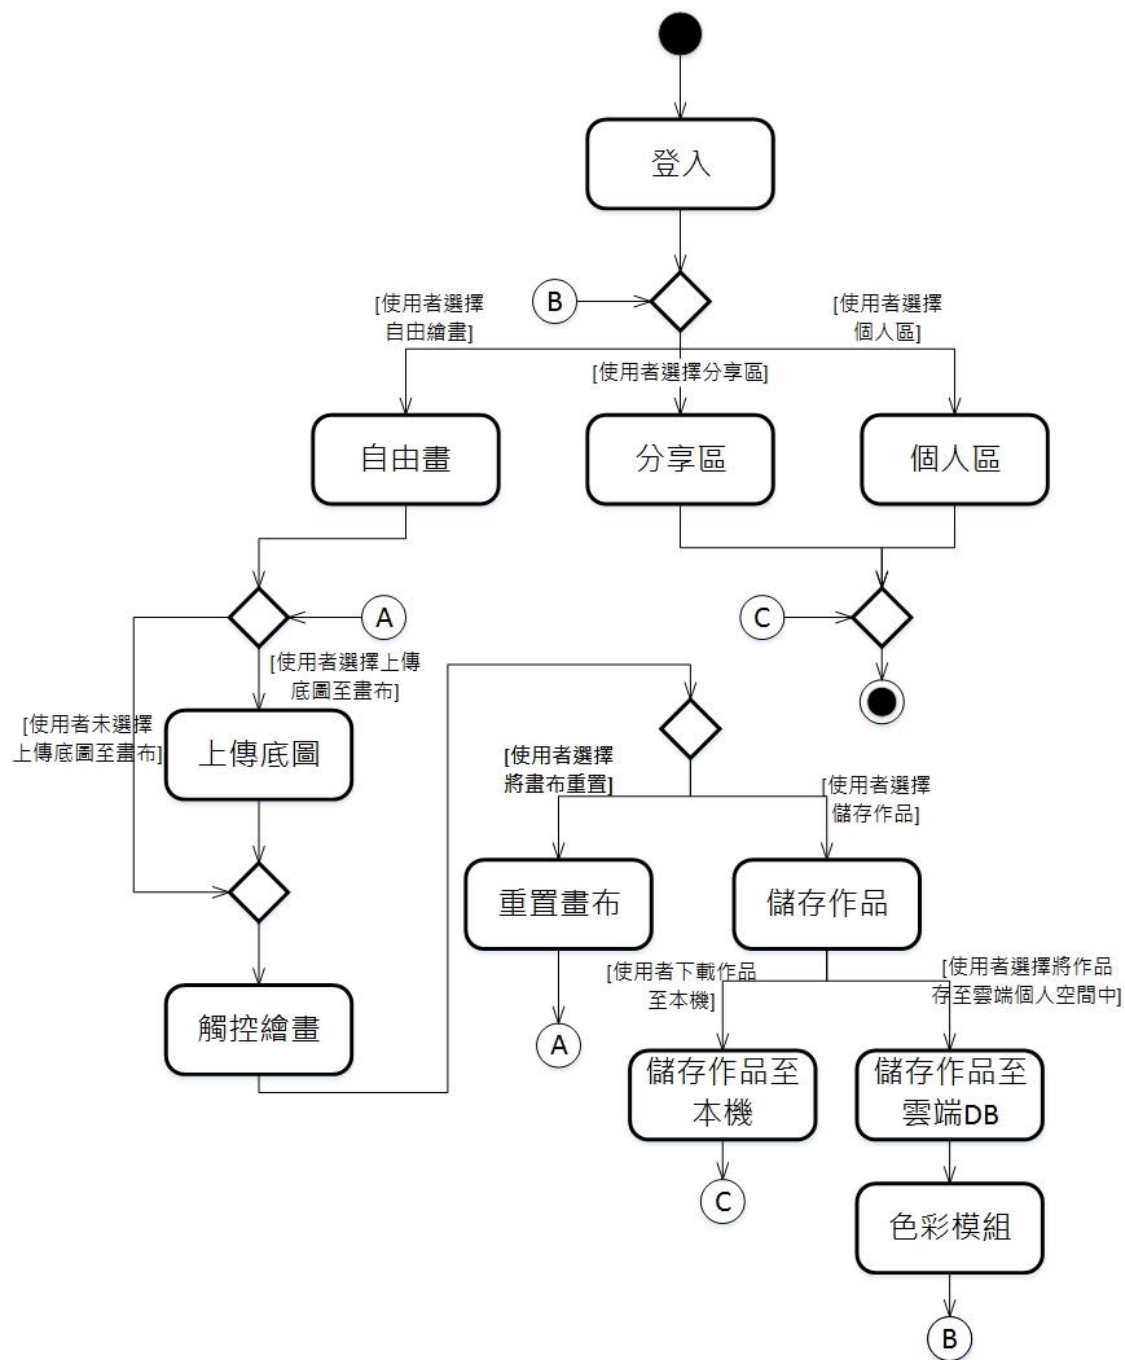 登入
B
[使用者選擇
自由繪畫]
[使用者選擇分享區]
[使用者選擇
個人區]
自由畫
分享區
個人區
A
C
[使用者選擇上傳
底圖至畫布]
[使用者未選擇
上傳底圖至畫布]
上傳底圖
[使用者選擇
將畫布重置]
[使用者選擇
儲存作品]
重置畫布
儲存作品
觸控繪畫
[使用者下載作品
至本機]
[使用者選擇將作品
存至雲端個人空間中]
A
儲存作品至
本機
儲存作品至
雲端DB
C
色彩模組
B